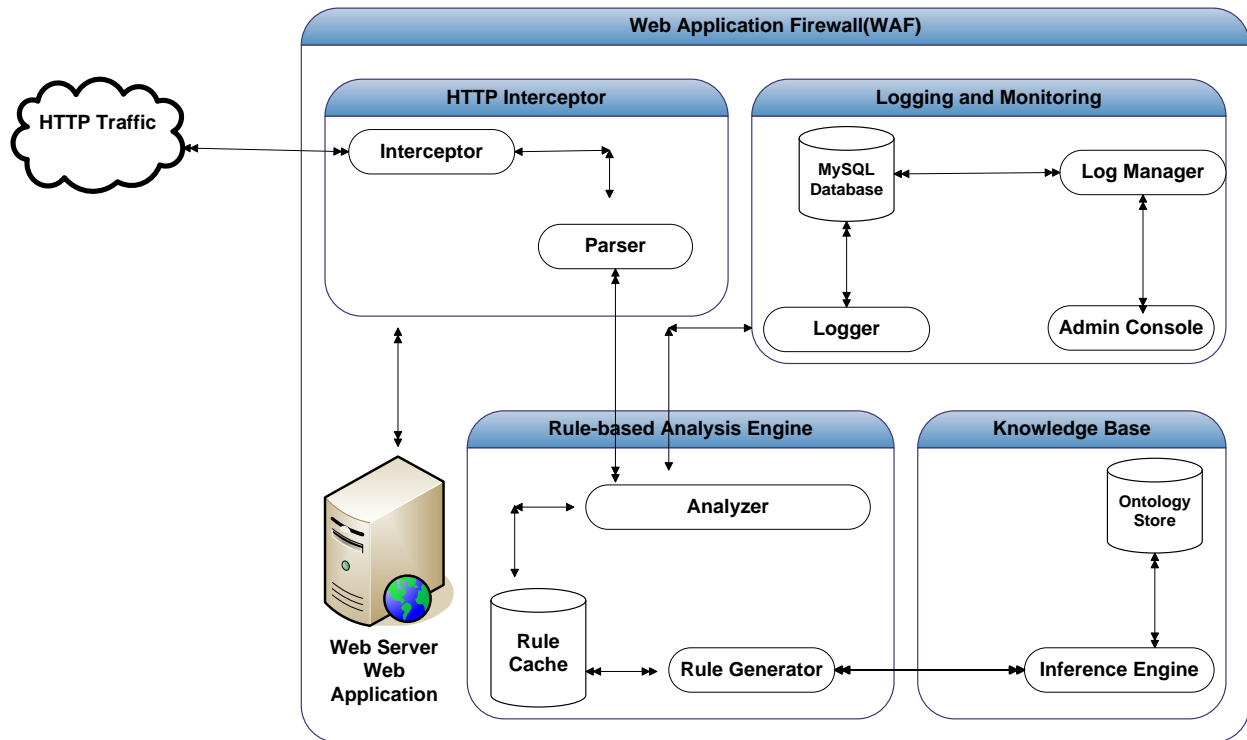 Web Application Firewall(WAF)
HTTP Traffic
HTTP Interceptor
Interceptor
Parser
Logging and Monitoring
MySQL
Database
Log Manager
Logger
Admin Console
Web Server
Web
Application
Rule-based Analysis Engine
Analyzer
Rule
Cache
Rule Generator
Knowledge Base
Ontology
Store
Inference Engine